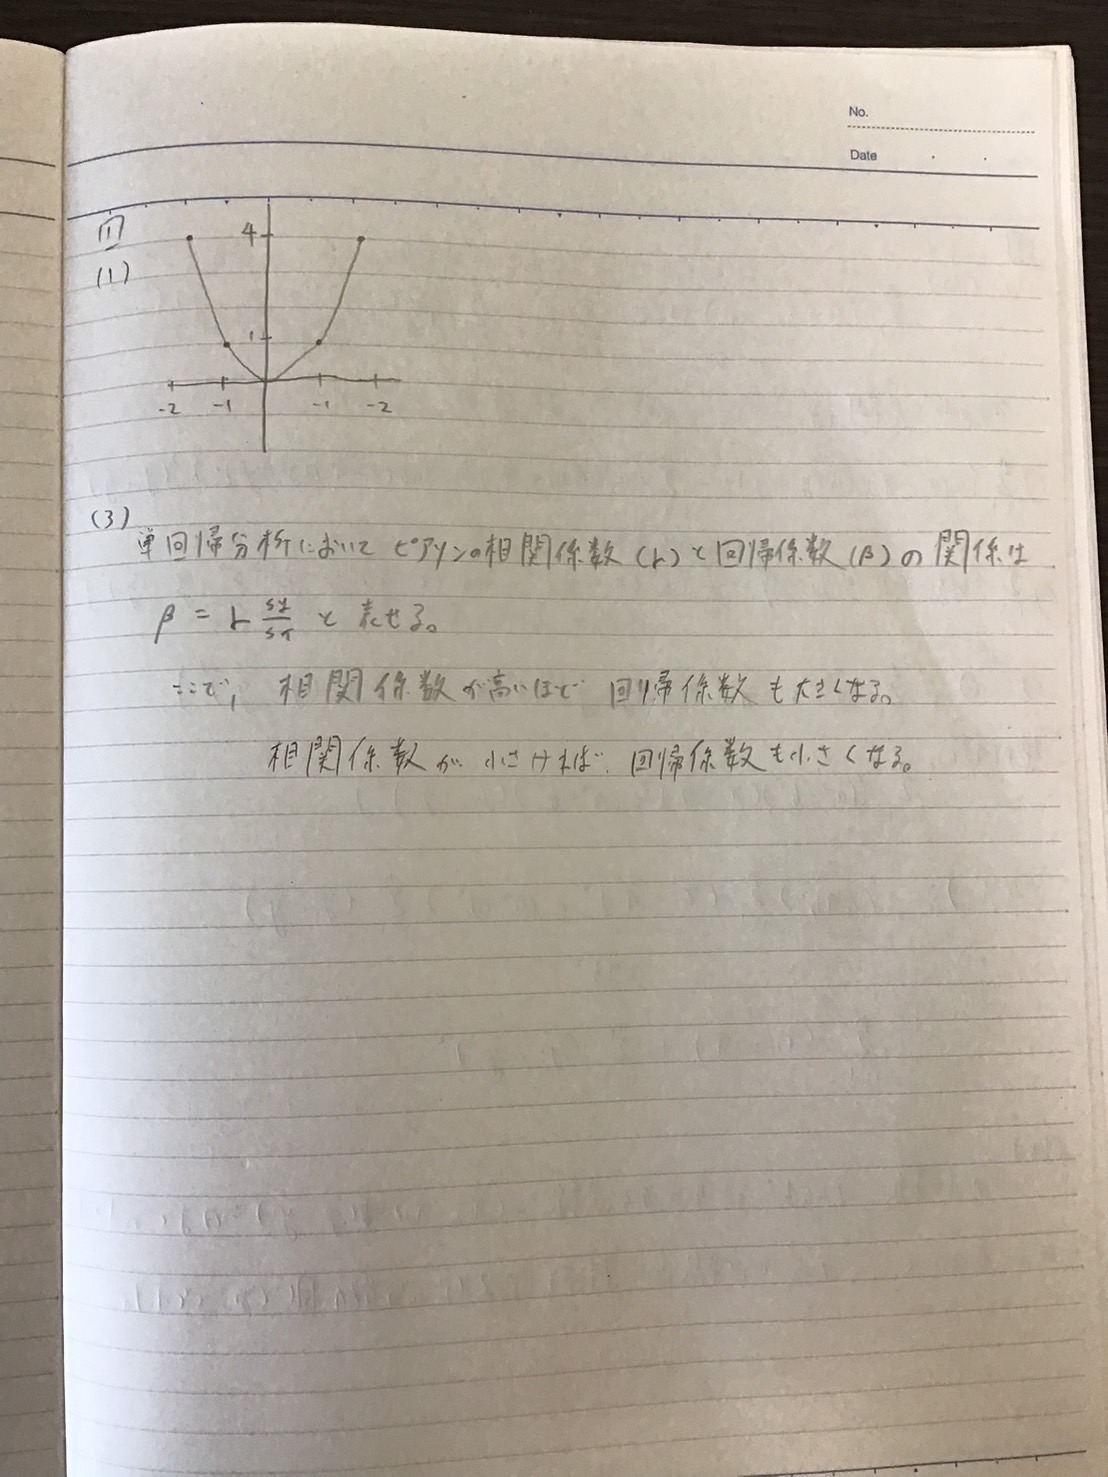 No.
Date
1
(1)
4
1
-2 -1 -1 -2
(3)
単回帰分析において ピアソンの相関係数(r)と回帰係数(β)の関係は
β = r sy/sx と表せる。
ここで, 相関係数が高いほど 回帰係数も大きくなる。
相関係数が小さければ 回帰係数も小さくなる。